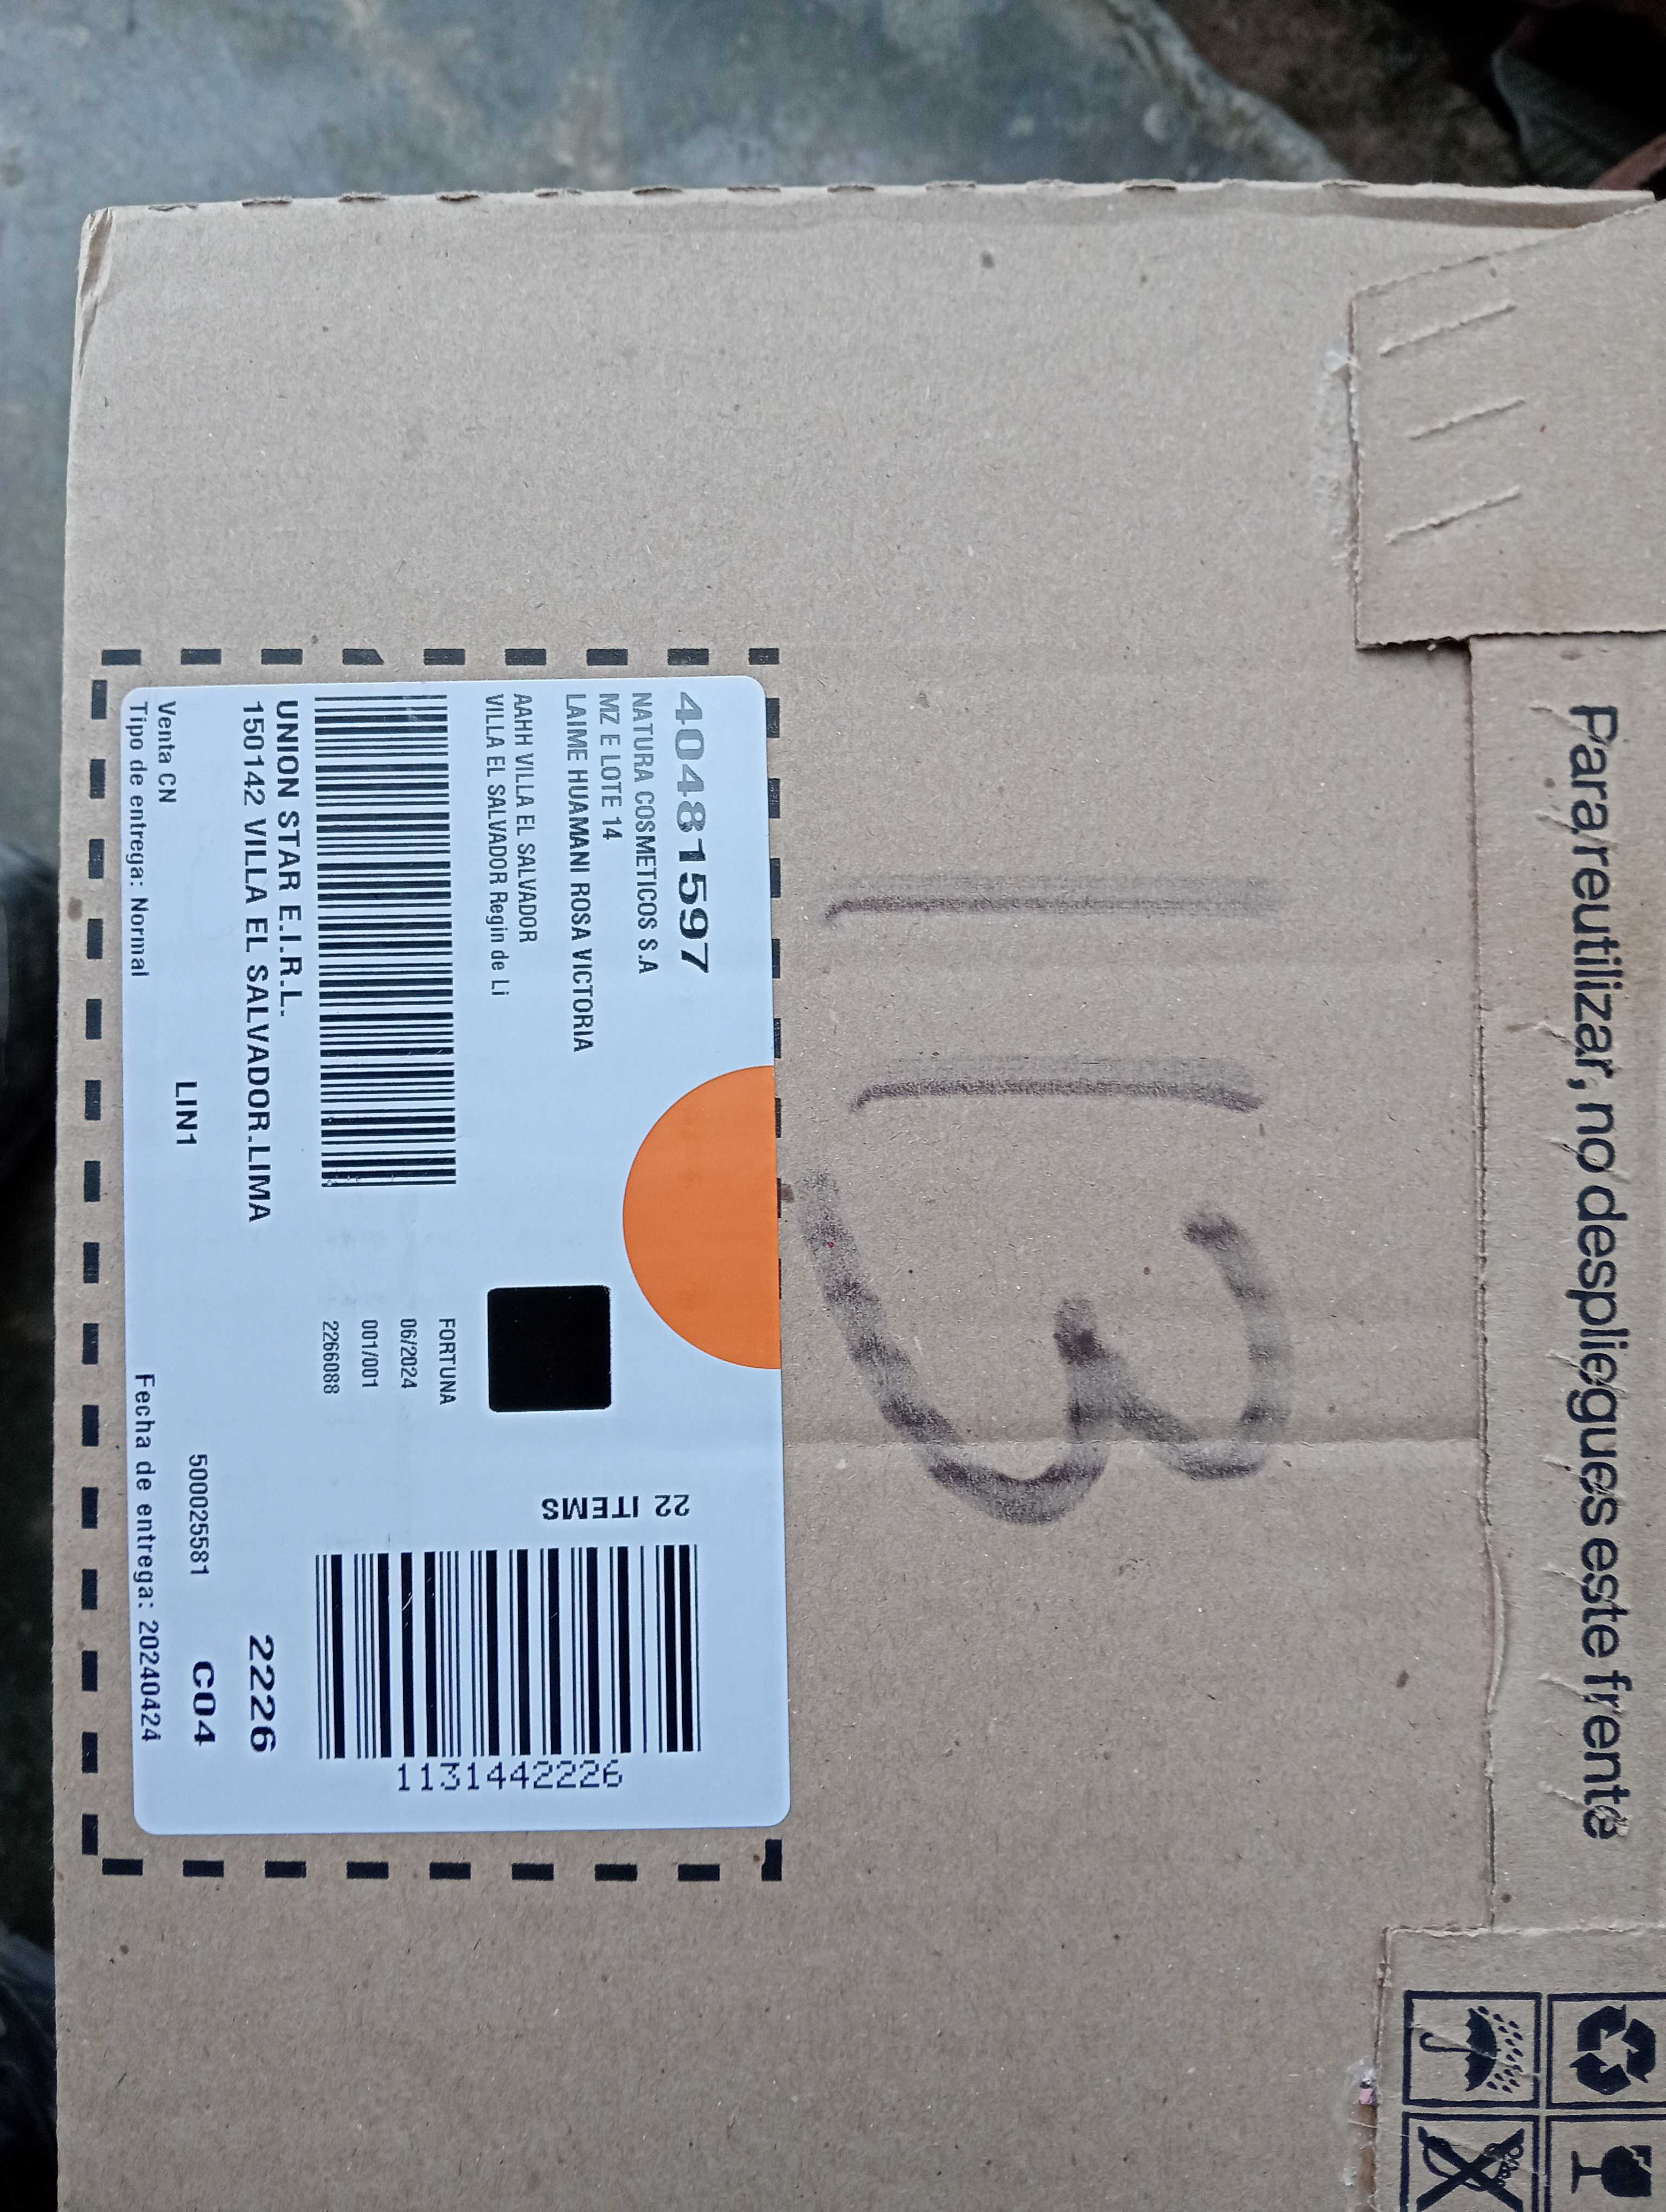 Para reutilizar, no despliegues este frente
113
40481597
NATURA COSMETICOS S.A
MZ E LOTE 14
LAIME HUAMANI ROSA VICTORIA
AAHH VILLA EL SALVADOR
VILLA EL SALVADOR Regin de Li
22 ITEMS
1131442226
FORTUNA
06/2024
001/001
2266088
UNION STAR E.I.R.L.
150142 VILLA EL SALVADOR.LIMA
2226
LIN1
500025581
C04
Venta CN
Tipo de entrega: Normal
Fecha de entrega: 20240424